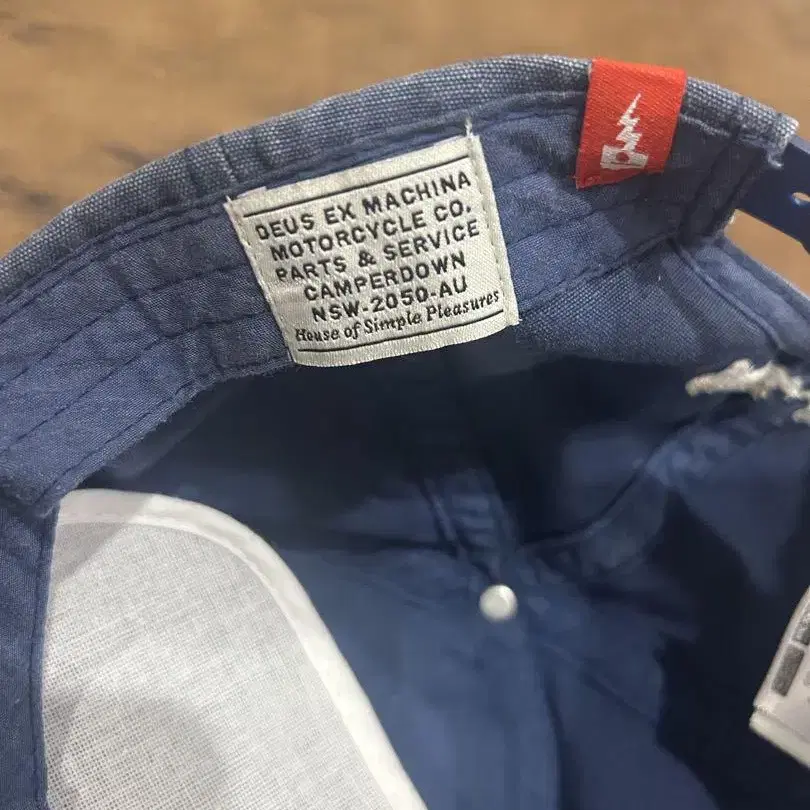 DEUS EX MACHINA
MOTORCYCLE CO.
PARTS & SERVICE
CAMPERDOWN
NSW-2050-AU
House of Simple Pleasures